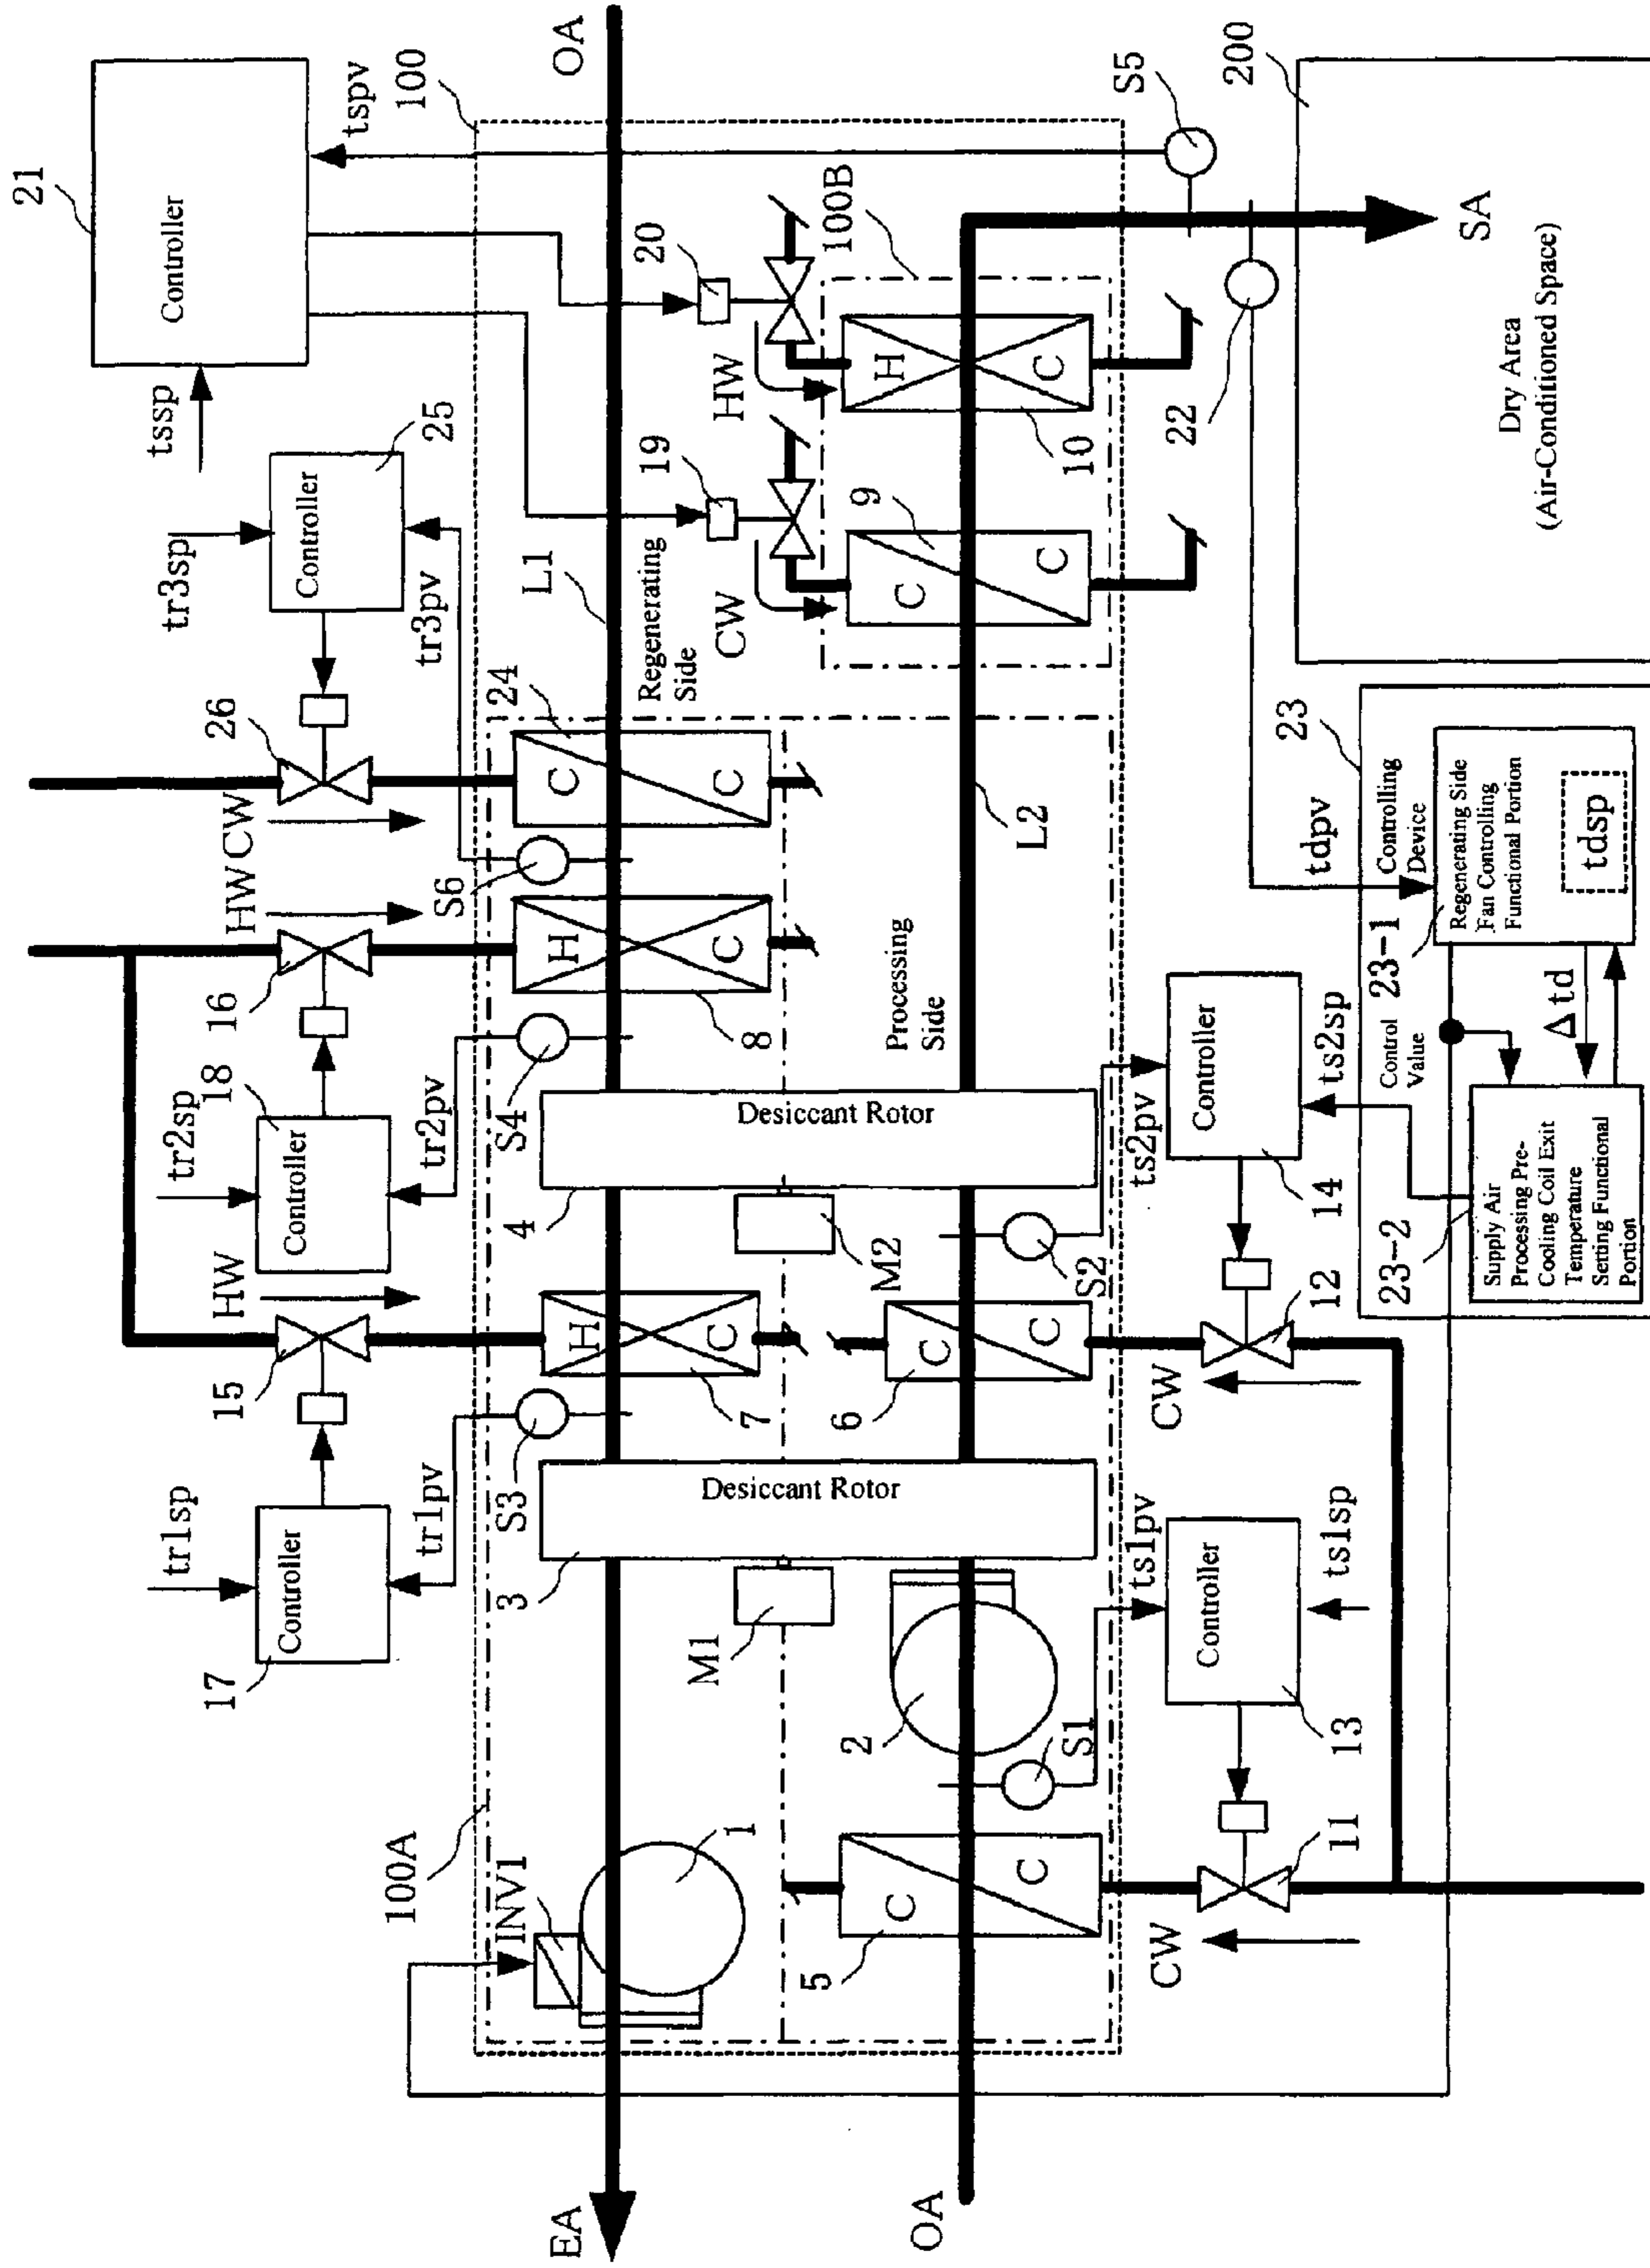 21
Controller
tssp
tspv
100
OA
tr3sp
Controller
25
tr3pv
26
CW
HW
16
tr2sp
18
Controller
tr2pv
HW
15
tr1sp
17
Controller
tr1pv
S6
24
C
C
H
C
8
S4
L1
Regenerating
Side
20
HW
19
CW
100B
H
C
10
9
C
C
S5
200
SA
Dry Area
(Air-Conditioned Space)
22
4
Desiccant Rotor
M2
H
C
7
S3
3
Desiccant Rotor
M1
100A
INV1
1
EA
OA
Processing
Side
L2
6
C
C
S2
2
S1
5
C
C
ts2pv
Controller
14
ts2sp
12
CW
ts1pv
Controller
13
ts1sp
11
CW
tdpv
23
Controlling
Device
23-1
Regenerating Side
Fan Controlling
Functional Portion
tdsp
Δtd
Control
Value
23-2
Supply Air
Processing Pre-
Cooling Coil Exit
Temperature
Setting Functional
Portion